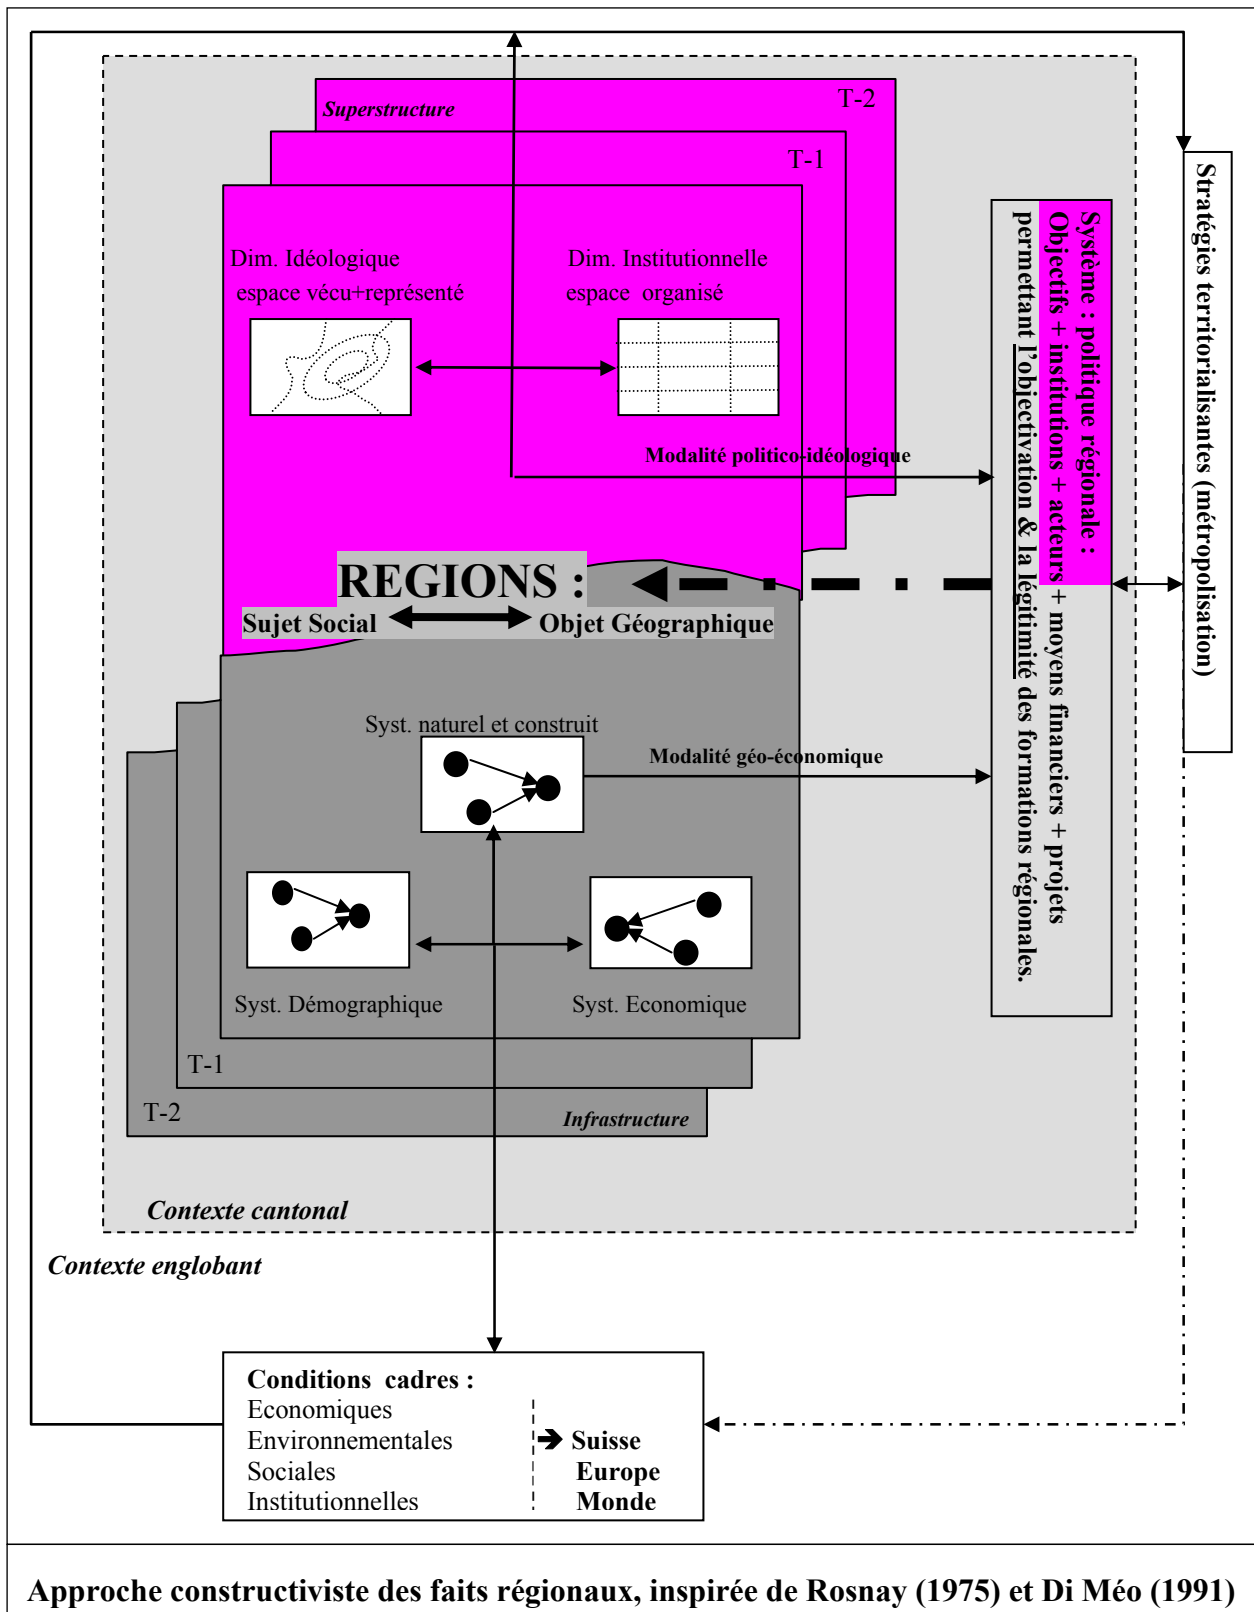 Superstructure
T-2
T-1
Dim. Idéologique
espace vécu+représenté
Dim. Institutionnelle
espace organisé
Modalité politico-idéologique
REGIONS :
Sujet Social
Objet Géographique
Syst. naturel et construit
Modalité géo-économique
Syst. Démographique
Syst. Economique
T-1
T-2
Infrastructure
Contexte cantonal
Contexte englobant
Système : politique régionale :
Objectifs + institutions + acteurs + moyens financiers + projets
permettant l'objectivation & la légitimité des formations régionales.
Stratégies territorialisantes (métropolisation)
Conditions cadres :
Economiques
Environnementales
Sociales
Institutionnelles
Suisse
Europe
Monde
Approche constructiviste des faits régionaux, inspirée de Rosnay (1975) et Di Méo (1991)